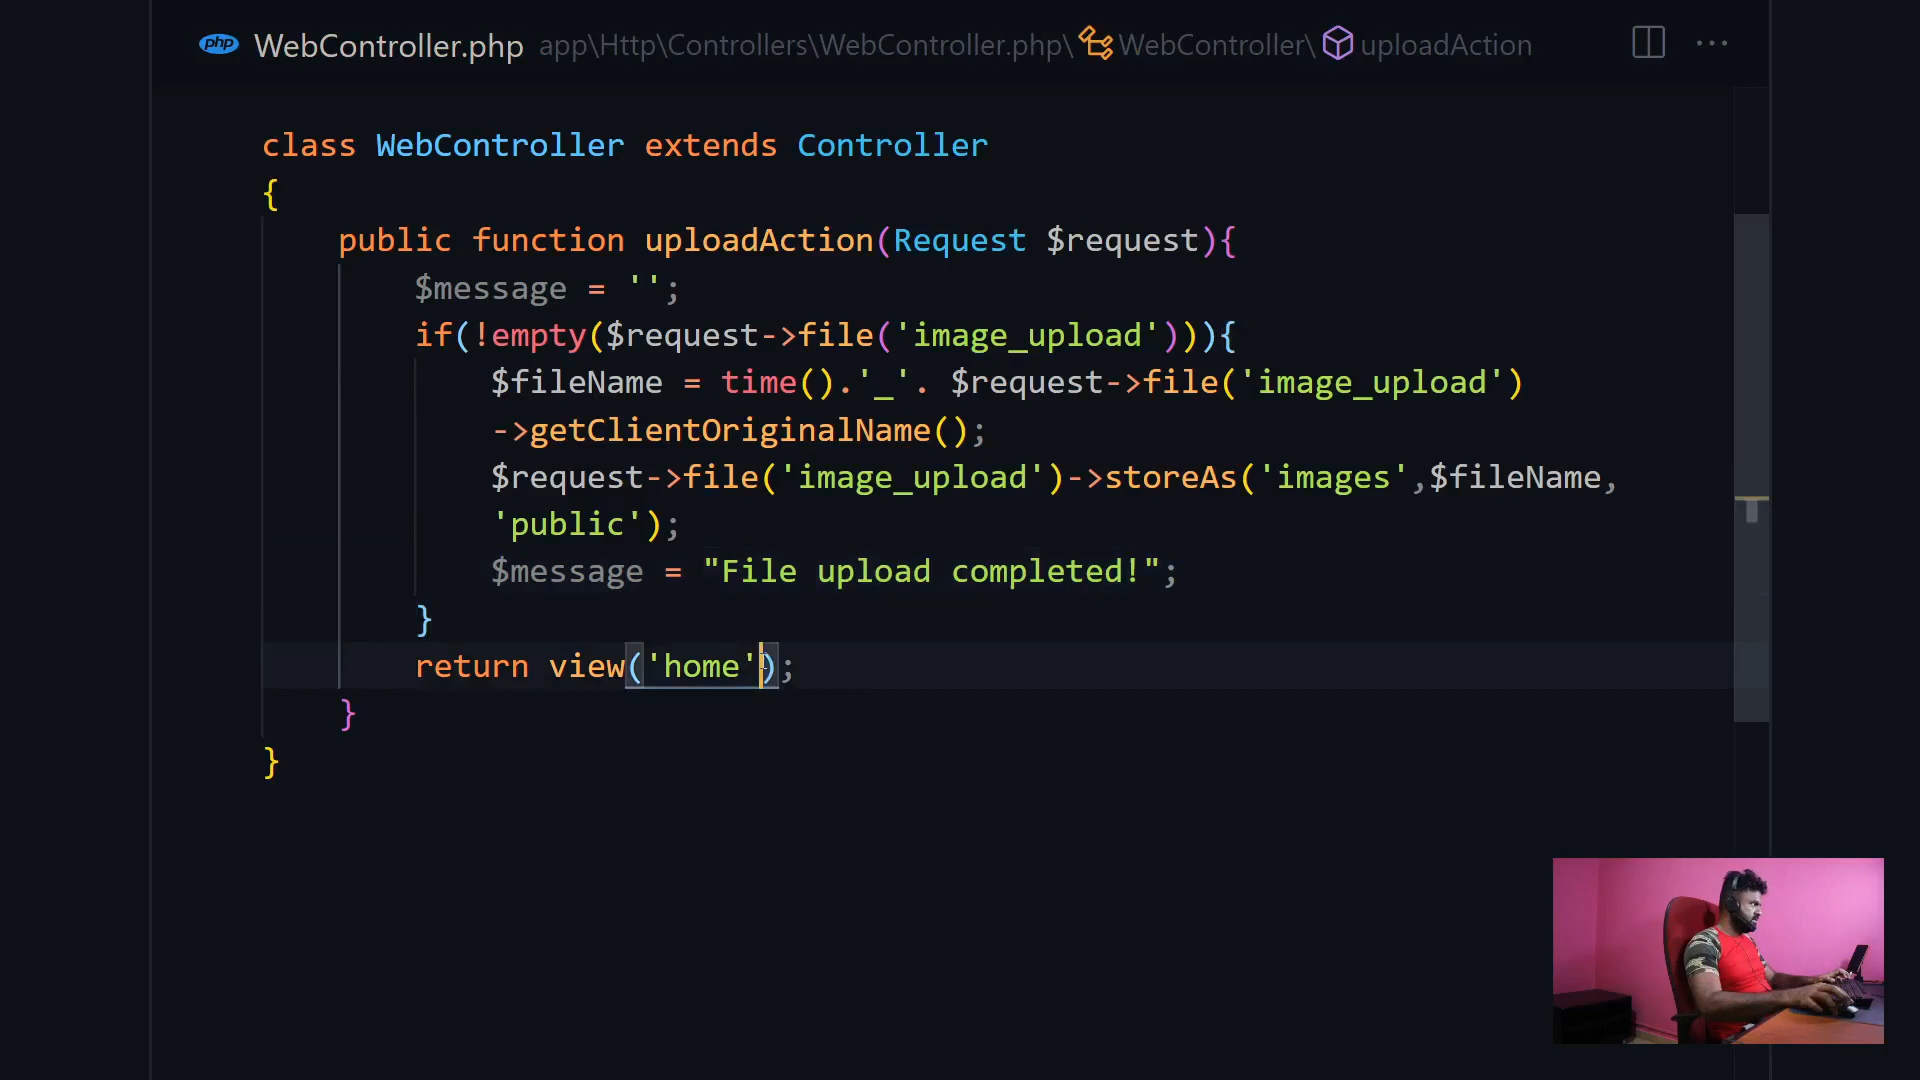 php WebController.php app\Http\Controllers\WebController.php\ WebController\ uploadAction
class WebController extends Controller
{
public function uploadAction(Request $request){
$message = '';
if(!empty($request->file('image_upload'))){
$fileName = time().'_'. $request->file('image_upload')
->getClientOriginalName();
$request->file('image_upload')->storeAs('images',$fileName,
'public');
$message = "File upload completed!";
}
return view('home');
}
}